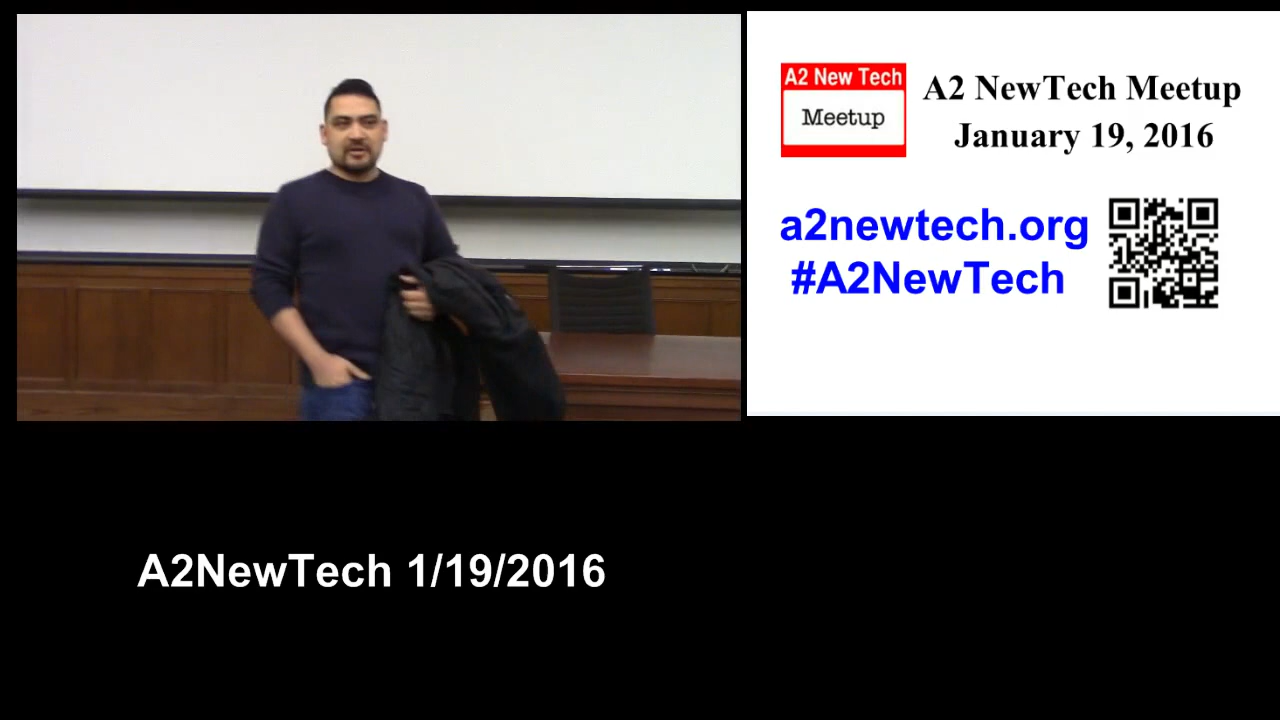 A2 New Tech
Meetup
A2 NewTech Meetup
January 19, 2016
a2newtech.org
#A2NewTech
A2NewTech 1/19/2016